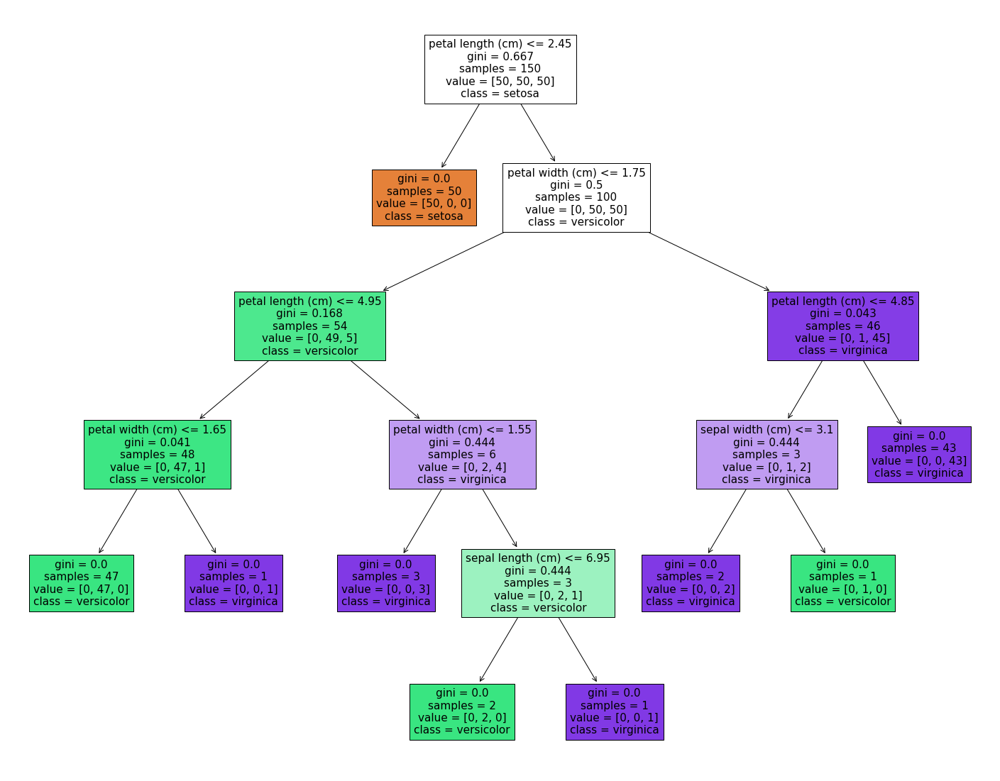 petal length (cm) <= 2.45
gini = 0.667
samples = 150
value = [50, 50, 50]
class = setosa
gini = 0.0
samples = 50
value = [50, 0, 0]
class = setosa
petal width (cm) <= 1.75
gini = 0.5
samples = 100
value = [0, 50, 50]
class = versicolor
petal length (cm) <= 4.95
gini = 0.168
samples = 54
value = [0, 49, 5]
class = versicolor
petal length (cm) <= 4.85
gini = 0.043
samples = 46
value = [0, 1, 45]
class = virginica
petal width (cm) <= 1.65
gini = 0.041
samples = 48
value = [0, 47, 1]
class = versicolor
petal width (cm) <= 1.55
gini = 0.444
samples = 6
value = [0, 2, 4]
class = virginica
sepal width (cm) <= 3.1
gini = 0.444
samples = 3
value = [0, 1, 2]
class = virginica
gini = 0.0
samples = 43
value = [0, 0, 43]
class = virginica
gini = 0.0
samples = 47
value = [0, 47, 0]
class = versicolor
gini = 0.0
samples = 1
value = [0, 0, 1]
class = virginica
gini = 0.0
samples = 3
value = [0, 0, 3]
class = virginica
sepal length (cm) <= 6.95
gini = 0.444
samples = 3
value = [0, 2, 1]
class = versicolor
gini = 0.0
samples = 2
value = [0, 0, 2]
class = virginica
gini = 0.0
samples = 1
value = [0, 1, 0]
class = versicolor
gini = 0.0
samples = 2
value = [0, 2, 0]
class = versicolor
gini = 0.0
samples = 1
value = [0, 0, 1]
class = virginica